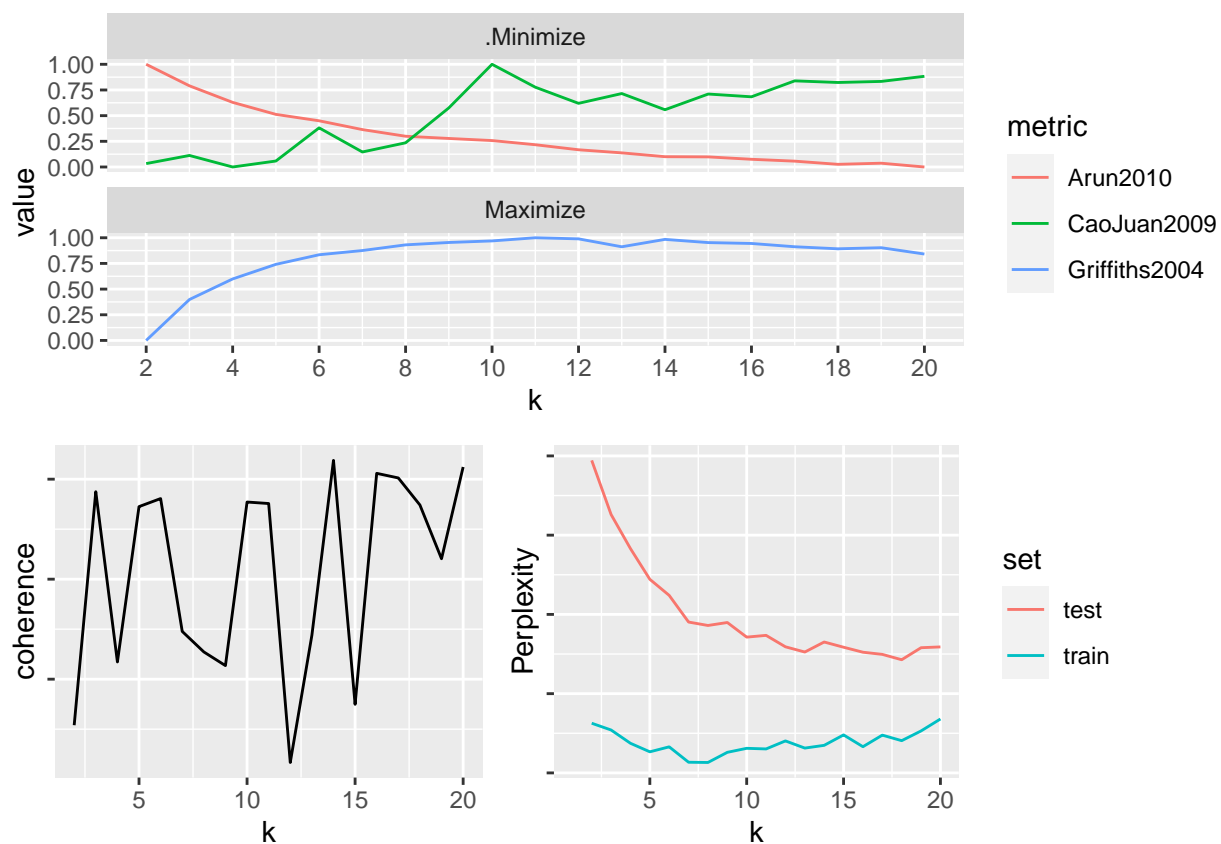 .Minimize
1.00
0.75
0.50
0.25
0.00
value
Maximize
1.00
0.75
0.50
0.25
0.00
2 4 6 8 10 12 14 16 18 20
k
metric
Arun2010
CaoJuan2009
Griffiths2004
coherence
5 10 15 20
k
Perplexity
5 10 15 20
k
set
test
train